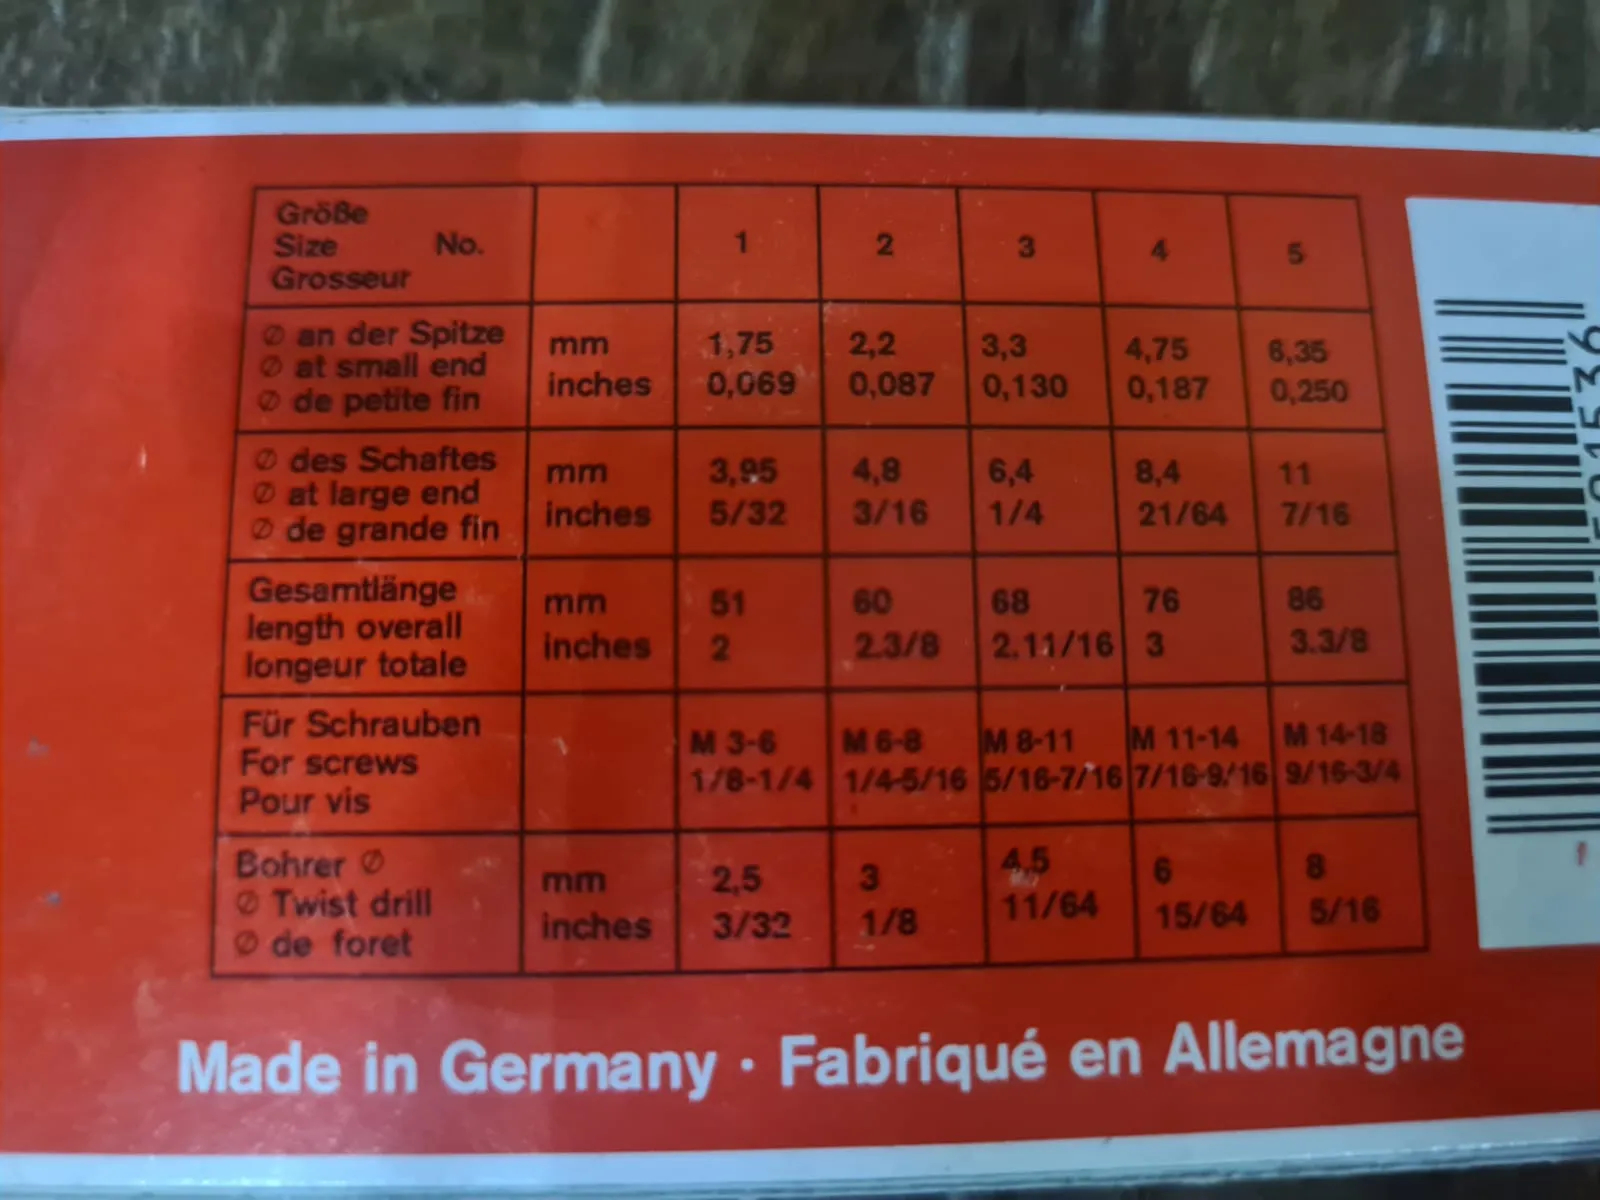 Größe
Size No. 1 2 3 4 5
Grosseur
∅ an der Spitze mm 1,75 2,2 3,3 4,75 6,35
∅ at small end inches 0,069 0,087 0,130 0,187 0,250
∅ de petite fin
∅ des Schaftes mm 3,95 4,8 6,4 8,4 11
∅ at large end inches 5/32 3/16 1/4 21/64 7/16
∅ de grande fin
Gesamtlänge mm 51 60 68 76 86
length overall inches 2 2.3/8 2.11/16 3 3.3/8
longeur totale
Für Schrauben M 3-6 M 6-8 M 8-11 M 11-14 M 14-18
For screws 1/8-1/4 1/4-5/16 5/16-7/16 7/16-9/16 9/16-3/4
Pour vis
Bohrer ∅ mm 2,5 3 4,5 6 8
∅ Twist drill inches 3/32 1/8 11/64 15/64 5/16
∅ de foret
Made in Germany · Fabriqué en Allemagne